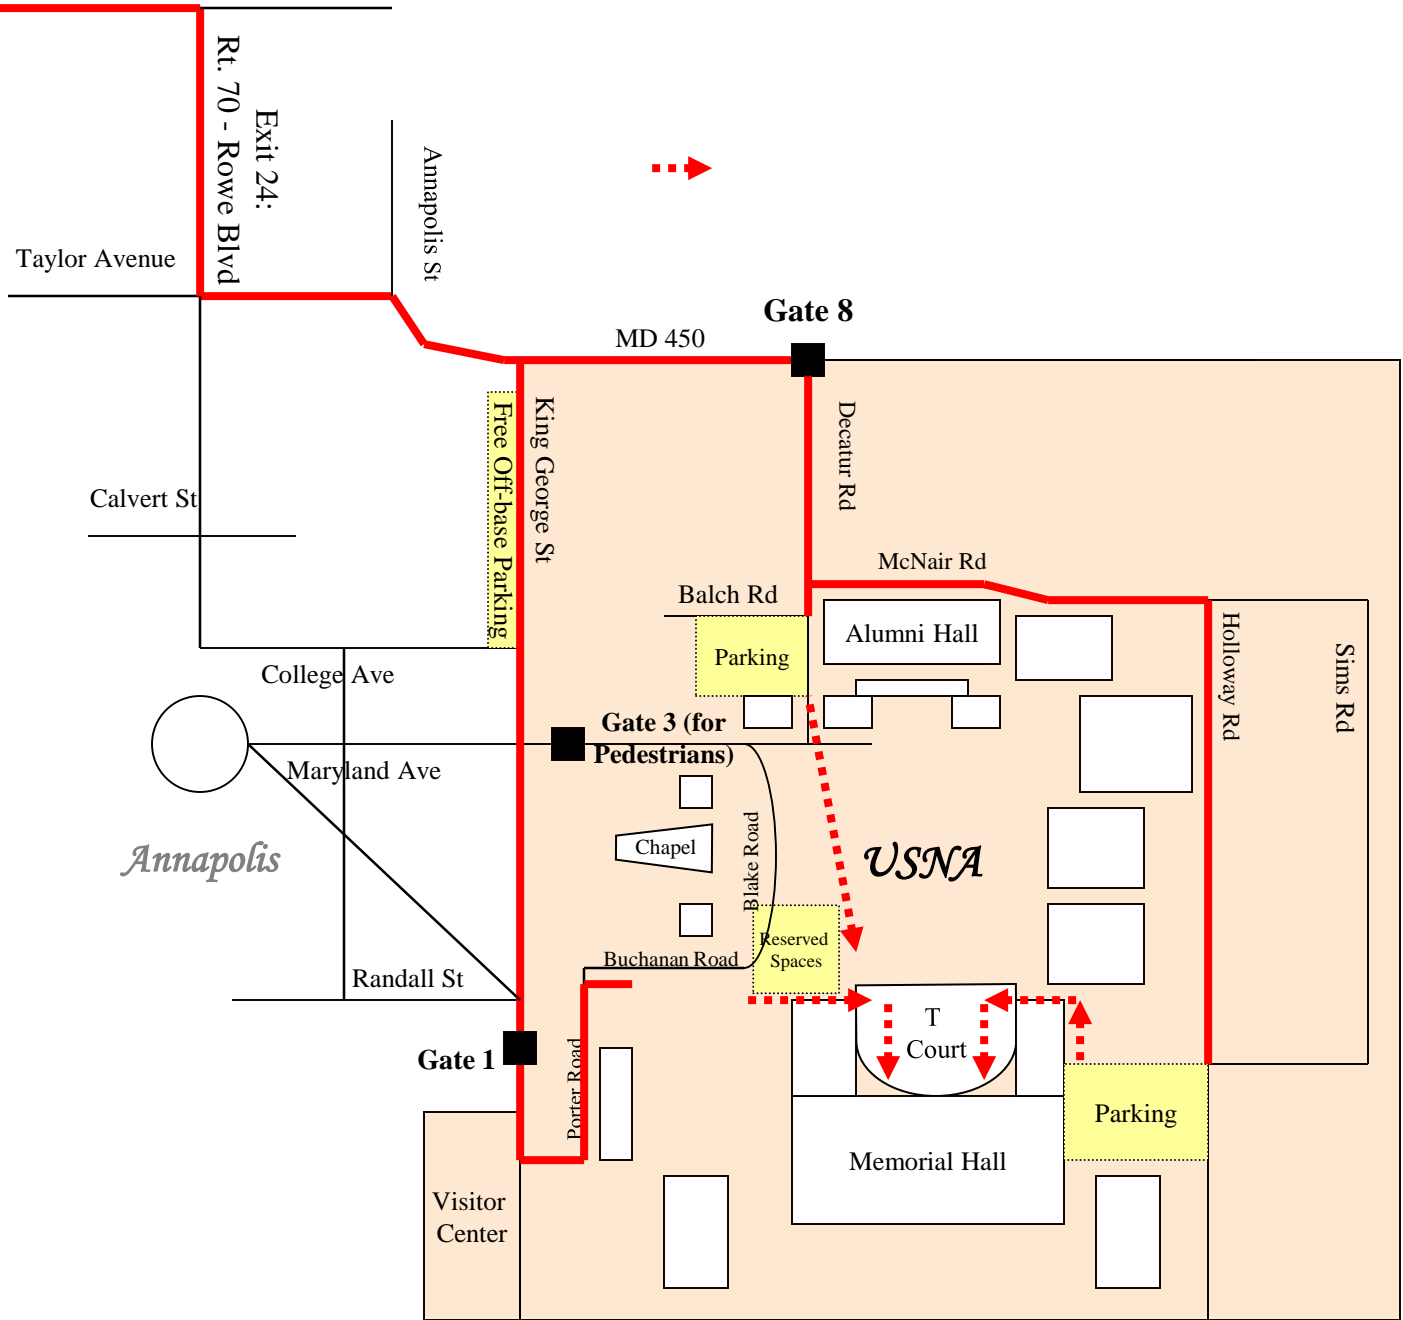 Exit 24:
Rt. 70 - Rowe Blvd
Annapolis St
Taylor Avenue
Gate 8
MD 450
Free Off-base Parking
King George St
Decatur Rd
Calvert St
McNair Rd
Balch Rd
Alumni Hall
Parking
Holloway Rd
Sims Rd
College Ave
Gate 3 (for
Pedestrians)
Maryland Ave
Annapolis
Chapel
Blake Road
USNA
Reserved
Spaces
Buchanan Road
Randall St
T
Court
Gate 1
Porter Road
Parking
Memorial Hall
Visitor
Center